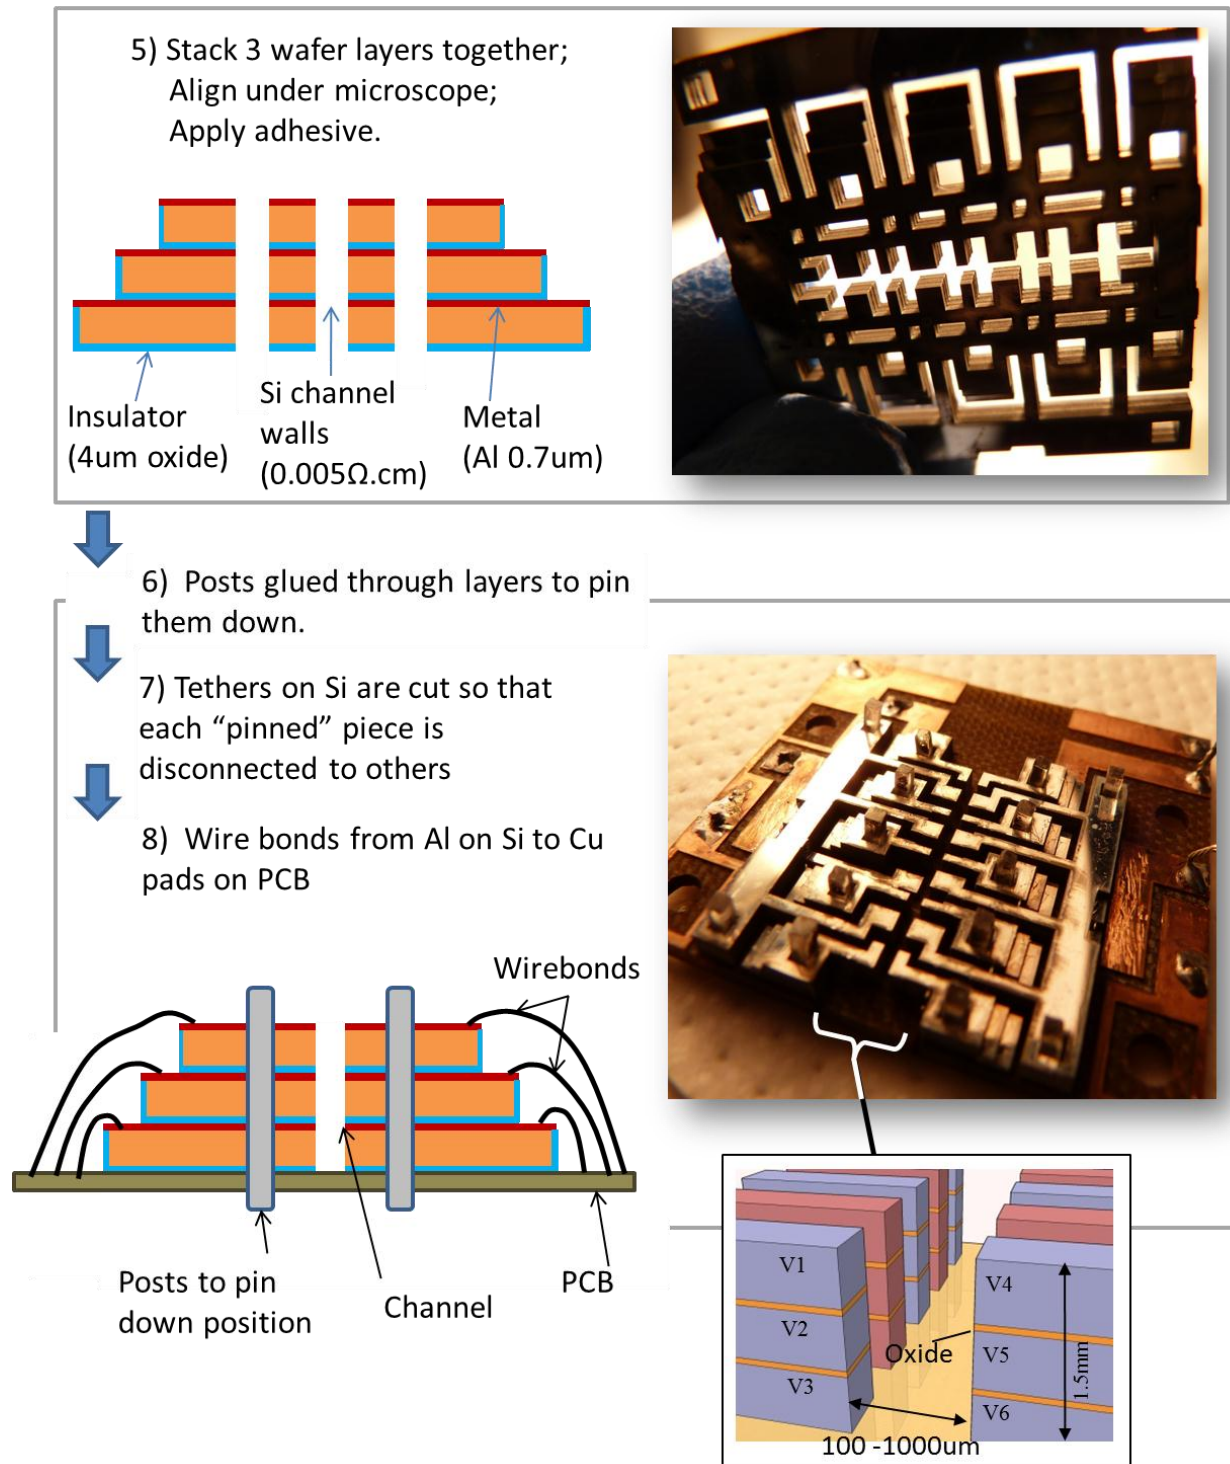 5) Stack 3 wafer layers together;
Align under microscope;
Apply adhesive.
Insulator
(4um oxide)
Si channel
walls
(0.005Ω.cm)
Metal
(Al 0.7um)
6) Posts glued through layers to pin
them down.
7) Tethers on Si are cut so that
each “pinned” piece is
disconnected to others
8) Wire bonds from Al on Si to Cu
pads on PCB
Wirebonds
Posts to pin
down position
Channel
PCB
V1
V2
V3
V4
Oxide
V5
V6
1.5mm
100 -1000um